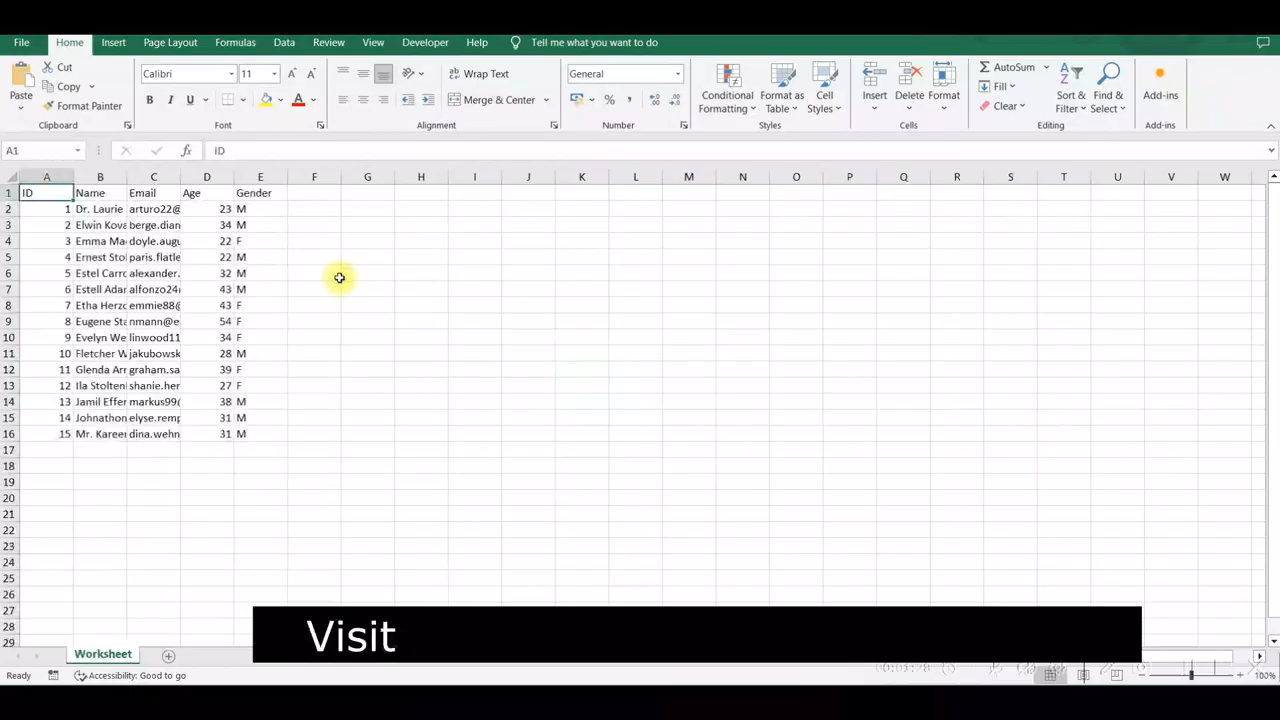 File Home Insert Page Layout Formulas Data Review View Developer Help Tell me what you want to do
Paste Cut Copy Format Painter Clipboard
Calibri 11 B I U A Font
Wrap Text Merge & Center Alignment
General % , Number
Conditional Formatting Format as Table Cell Styles Styles
Insert Delete Format Cells
AutoSum Fill Clear Sort & Filter Find & Select Editing
Add-ins Add-ins
A1 fx ID
A B C D E F G H I J K L M N O P Q R S T U V W
1 ID Name Email Age Gender
2 1 Dr. Laurie arturo22@ 23 M
3 2 Elwin Kova berge.dian 34 M
4 3 Emma Ma doyle.augu 22 F
5 4 Ernest Sto paris.flatle 22 M
6 5 Estel Carro alexander. 32 M
7 6 Estell Adar alfonzo24 43 M
8 7 Etha Herzo emmie88@ 43 F
9 8 Eugene Sta nmann@e 54 F
10 9 Evelyn We linwood11 34 F
11 10 Fletcher W jakubowsk 28 M
12 11 Glenda Arr graham.sa 39 F
13 12 Ila Stolten shanie.her 27 F
14 13 Jamil Effer markus99 38 M
15 14 Johnathon elyse.remp 31 M
16 15 Mr. Karee dina.wehn 31 M
17
18
19
20
21
22
23
24
25
26
27
28
29
Visit
Worksheet
Ready Accessibility: Good to go 100%